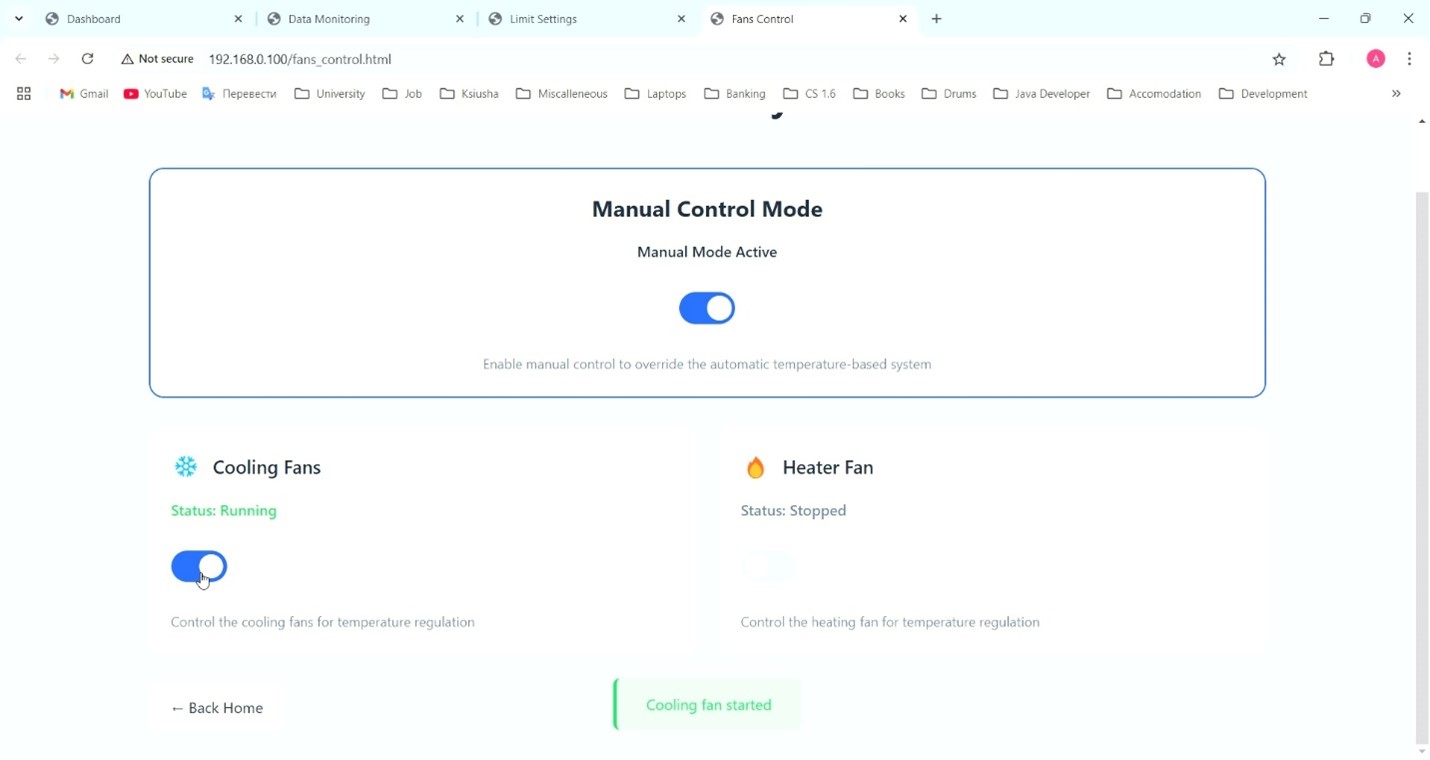 Dashboard
Data Monitoring
Limit Settings
Fans Control
Not secure
192.168.0.100/fans_control.html
A
Gmail
YouTube
Перевести
University
Job
Ksiusha
Miscalleneous
Laptops
Banking
CS 1.6
Books
Drums
Java Developer
Accomodation
Development
Manual Control Mode
Manual Mode Active
Enable manual control to override the automatic temperature-based system
Cooling Fans
Status: Running
Control the cooling fans for temperature regulation
Heater Fan
Status: Stopped
Control the heating fan for temperature regulation
← Back Home
Cooling fan started